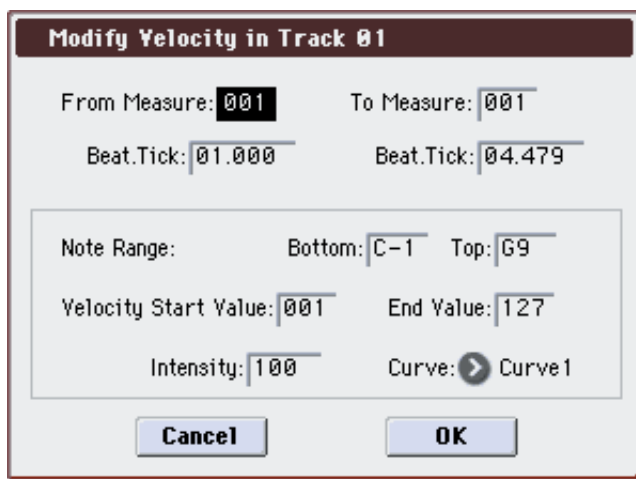 Modify Velocity in Track 01
From Measure: 001 To Measure: 001
Beat.Tick: 01.000 Beat.Tick: 04.479
Note Range: Bottom: C-1 Top: G9
Velocity Start Value: 001 End Value: 127
Intensity: 100 Curve: Curve1
Cancel OK